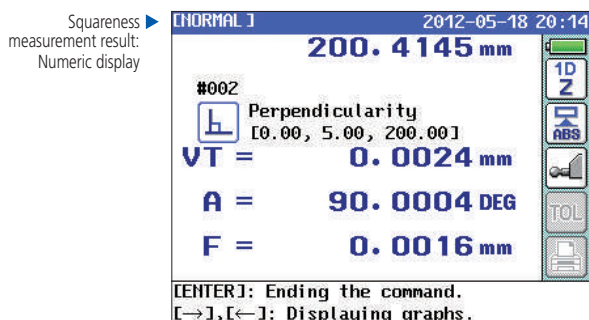 Squareness ▶
measurement result:
Numeric display
[NORMAL] 2012-05-18 20:14
200.4145 mm
1D
Z
#002
Perpendicularity
[0.00, 5.00, 200.00]
ABS
VT = 0.0024 mm
A = 90.0004 DEG
TOL
F = 0.0016 mm
[ENTER]: Ending the command.
[→],[←]: Displaying graphs.